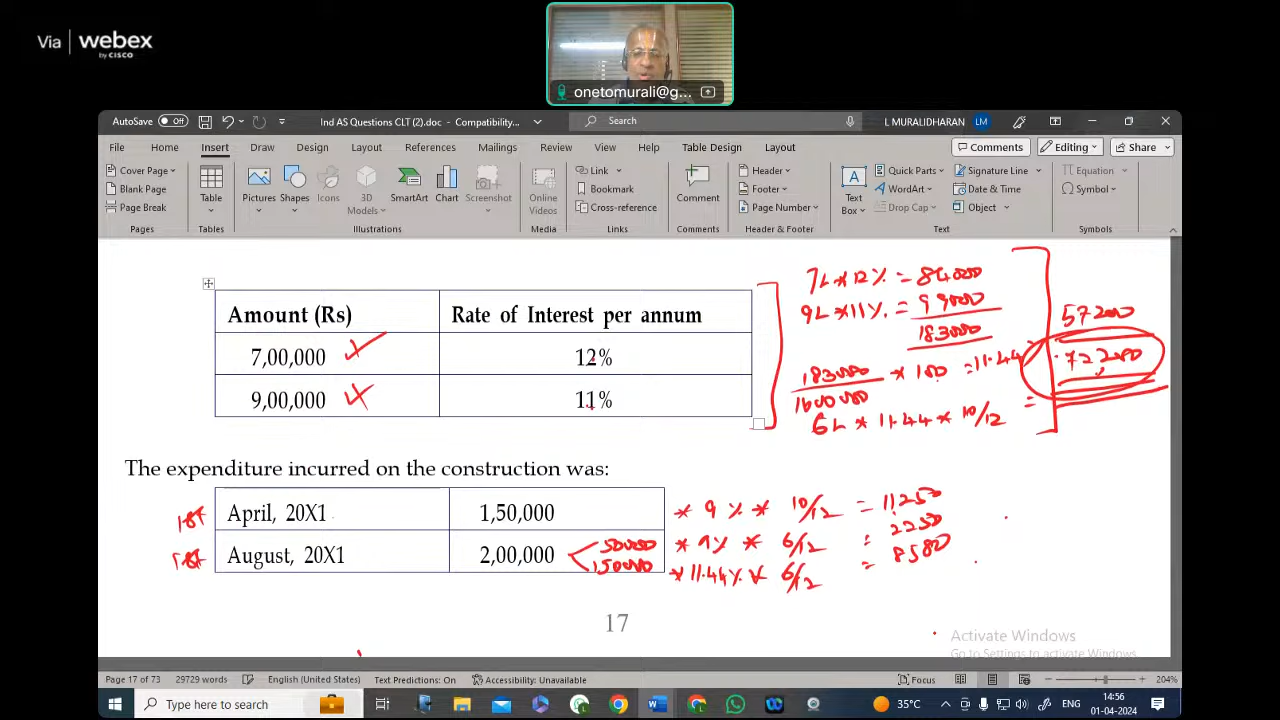 Via webex
by CISCO
onetomurali@g...
AutoSave Off Ind AS Questions CLT (2).doc - Compatibility... Search L MURALIDHARAN LM
File Home Insert Draw Design Layout References Mailings Review View Help Table Design Layout Comments Editing Share
Cover Page
Blank Page
Page Break
Table
Pictures Shapes Icons 3D Models SmartArt Chart Screenshot
Online Videos
Link
Bookmark
Cross-reference
Comment
Header
Footer
Page Number
Text Box
Quick Parts
WordArt
Drop Cap
Signature Line
Date & Time
Object
Equation
Symbol
Pages Tables Illustrations Media Links Comments Header & Footer Text Symbols
Amount (Rs) Rate of Interest per annum
7,00,000 12%
9,00,000 11%
7L * 12% = 84000
9L * 11% = 99000
183000
183000 * 100 = 11.44
1600000
6L * 11.44 * 10/12 =
57200
72200
The expenditure incurred on the construction was:
1st April, 20X1 1,50,000 * 9% * 10/12 = 11,250
1st August, 20X1 2,00,000 50000 * 9% * 6/12 = 2250
150000 * 11.44% * 6/12 = 8580
17
Activate Windows
Go to Settings to activate Windows.
Page 17 of 73 29729 words English (United States) Text Predictions: On Accessibility: Unavailable Focus 204%
Type here to search 35°C ENG 14:56
01-04-2024